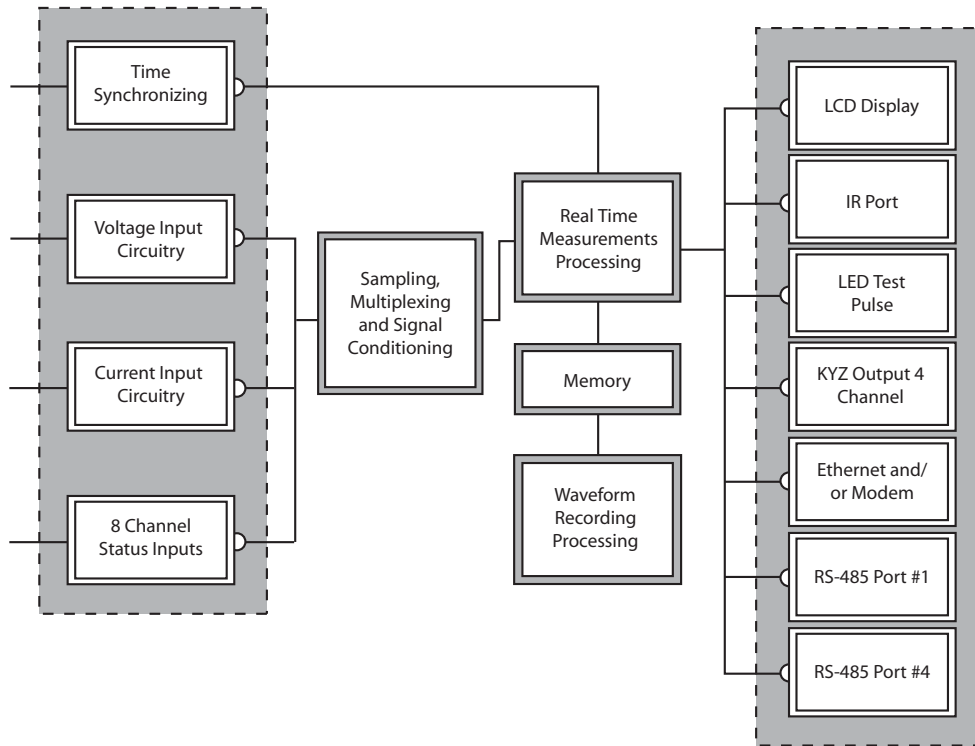 Time
Synchronizing
Voltage Input
Circuitry
Current Input
Circuitry
8 Channel
Status Inputs
Sampling,
Multiplexing
and Signal
Conditioning
Real Time
Measurements
Processing
Memory
Waveform
Recording
Processing
LCD Display
IR Port
LED Test
Pulse
KYZ Output 4
Channel
Ethernet and/
or Modem
RS-485 Port #1
RS-485 Port #4